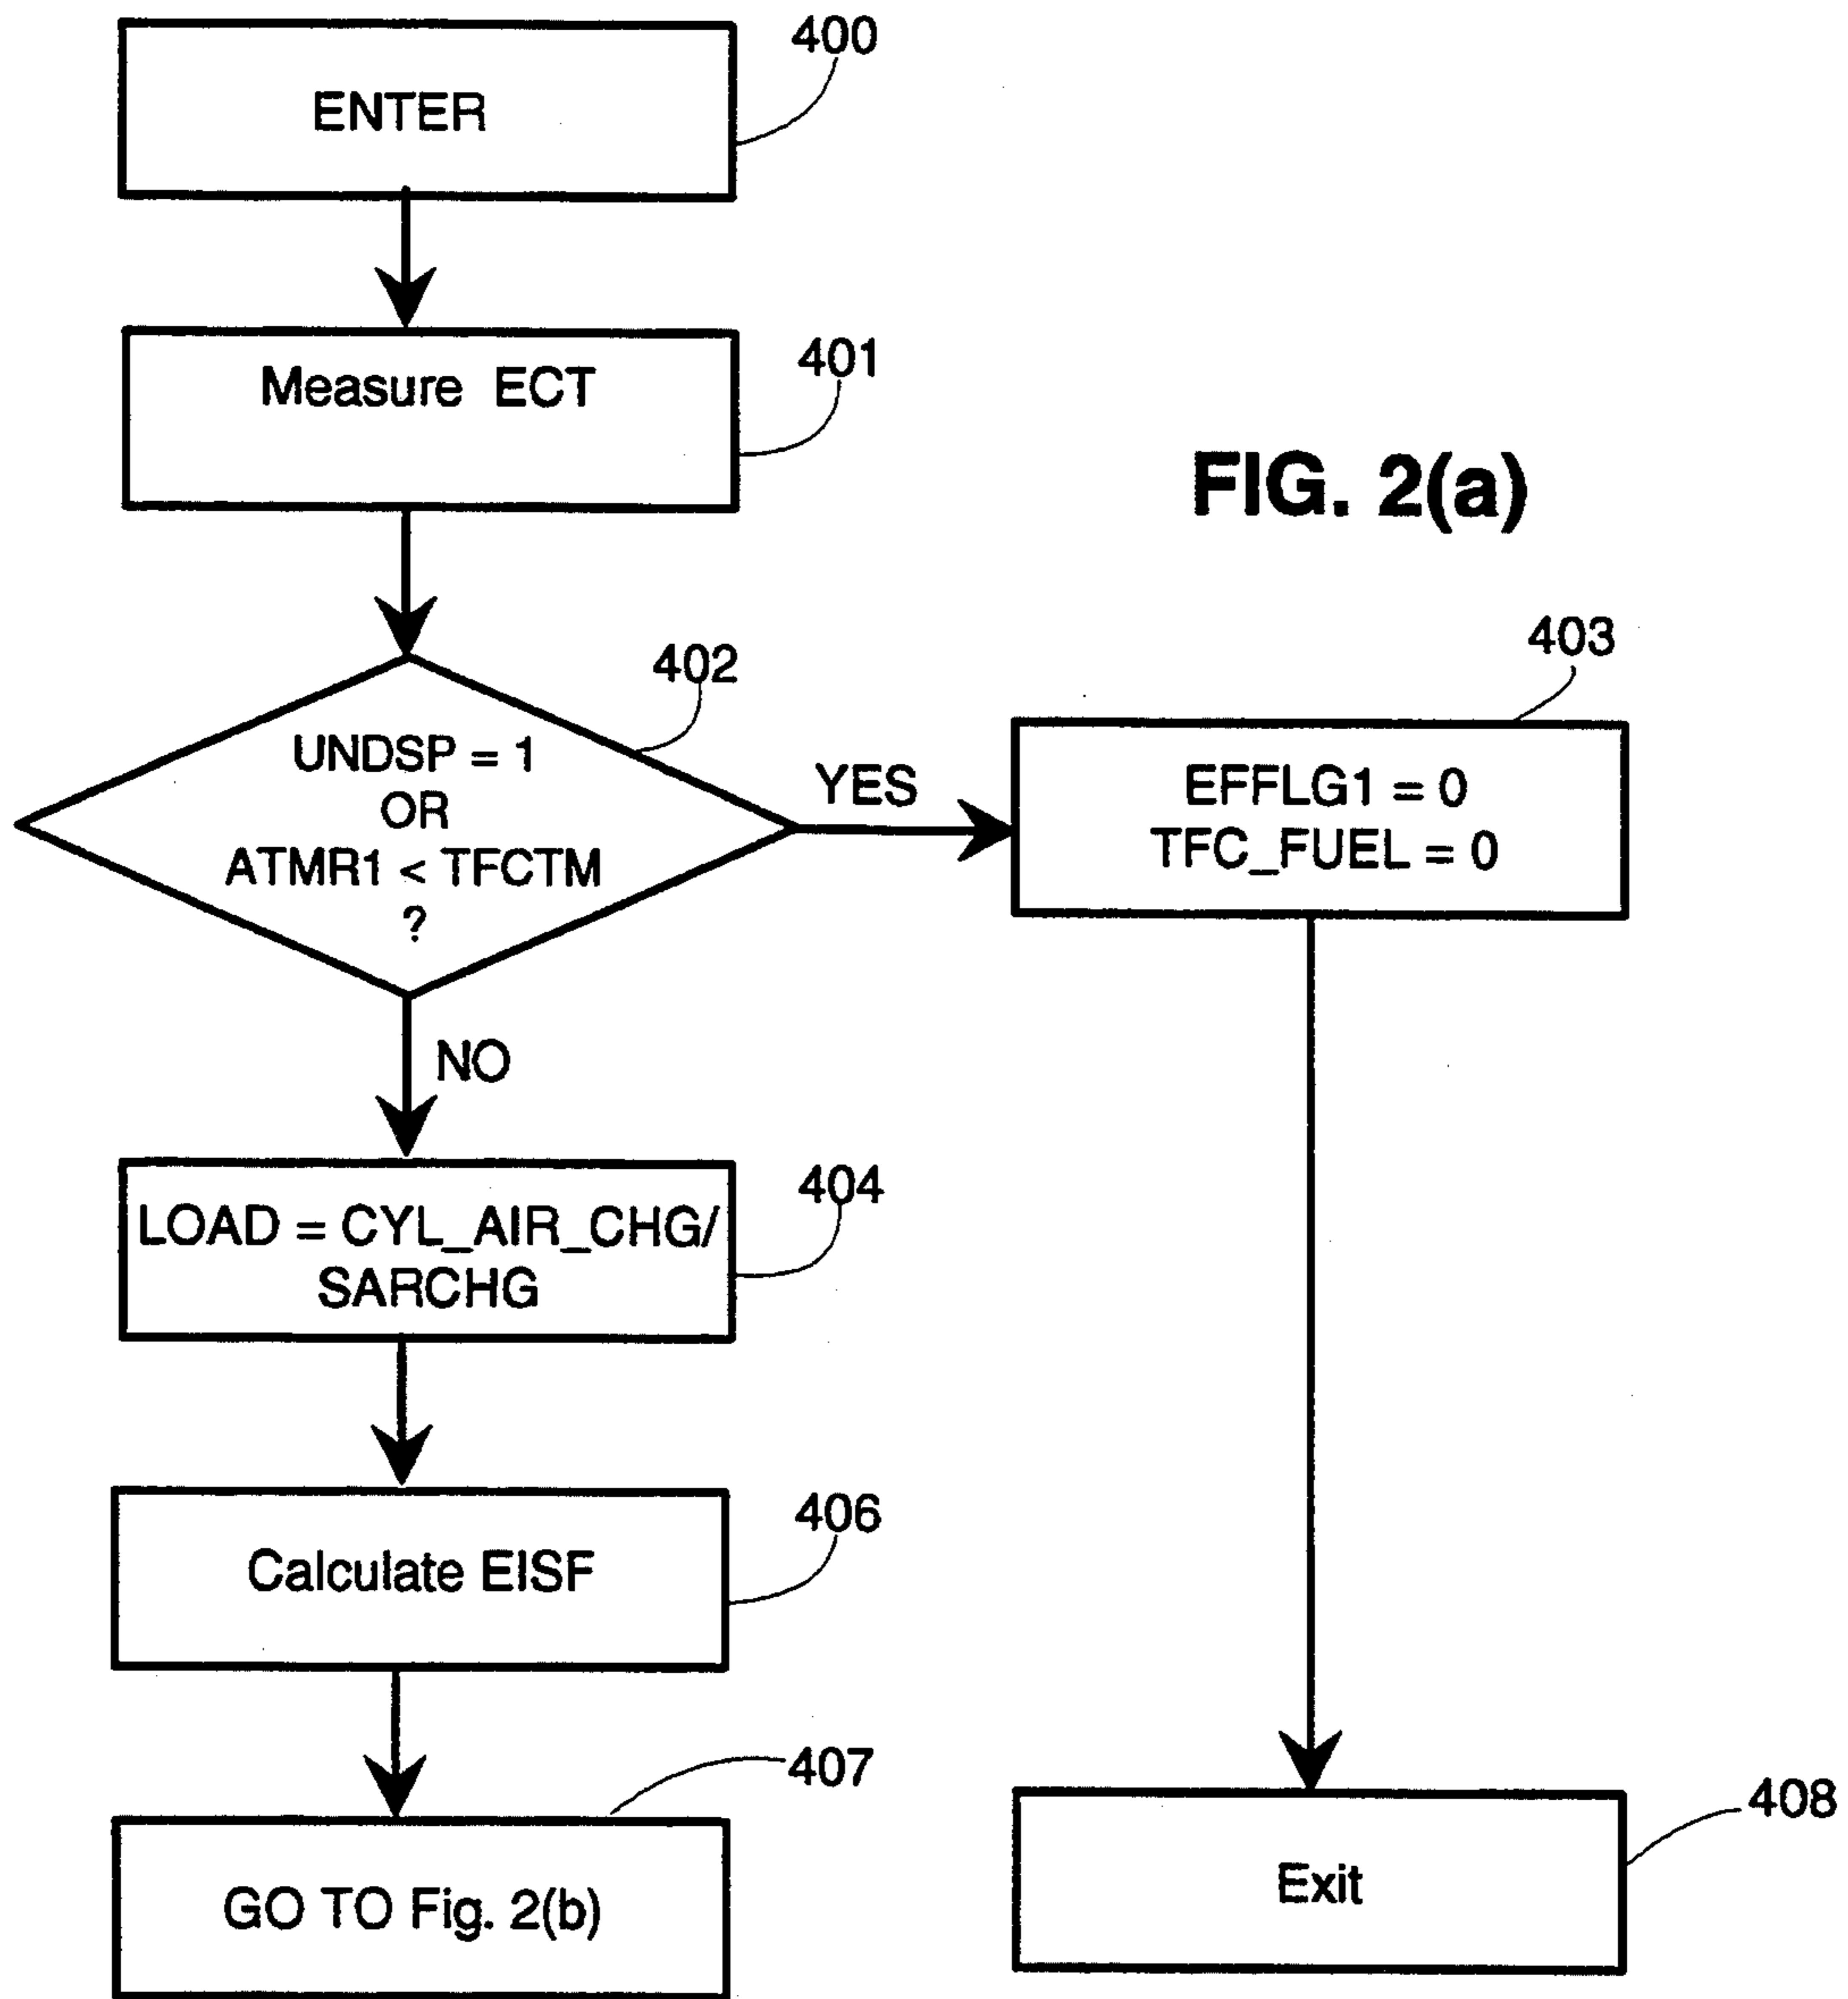 400
ENTER
401
Measure ECT
FIG. 2(a)
402
UNDSP = 1
OR
ATMR1 < TFCTM
?
YES
403
EFFLG1 = 0
TFC_FUEL = 0
NO
404
LOAD = CYL_AIR_CHG/
SARCHG
406
Calculate EISF
407
GO TO Fig. 2(b)
408
Exit